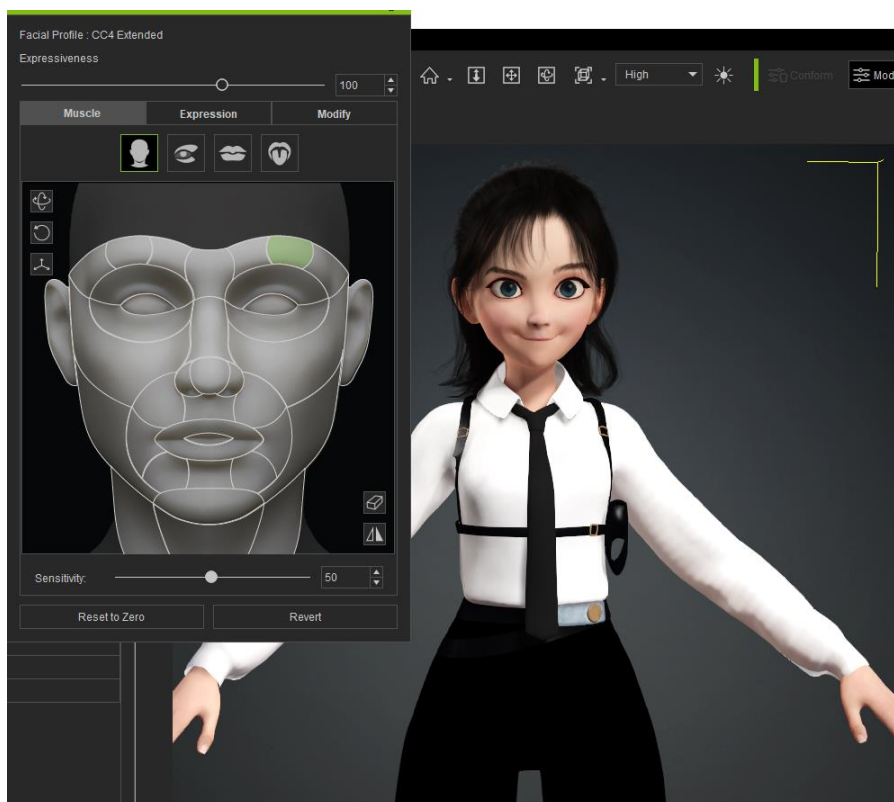 Facial Profile : CC4 Extended
Expressiveness
100
Muscle Expression Modify
Sensitivity: 50
Reset to Zero Revert
High Conform Mod